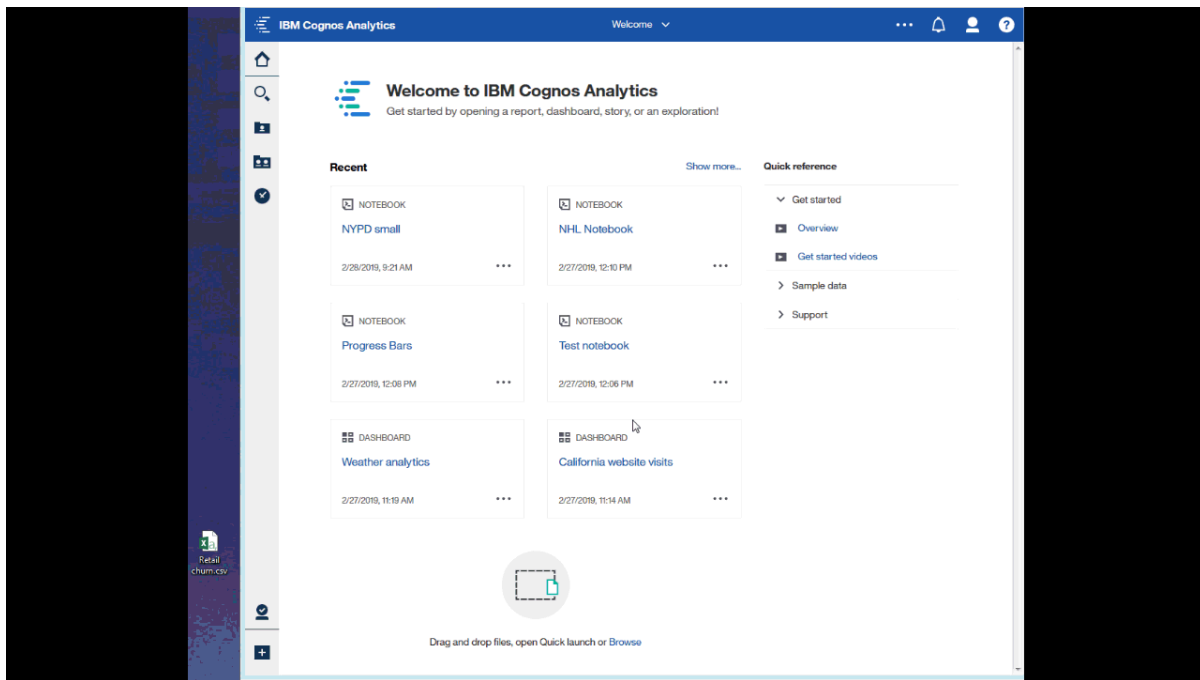 IBM Cognos Analytics
Welcome
?
Welcome to IBM Cognos Analytics
Get started by opening a report, dashboard, story, or an exploration!
Recent
Show more...
NOTEBOOK
NYPD small
2/28/2019, 9:21 AM
NOTEBOOK
NHL Notebook
2/27/2019, 12:10 PM
NOTEBOOK
Progress Bars
2/27/2019, 12:08 PM
NOTEBOOK
Test notebook
2/27/2019, 12:06 PM
DASHBOARD
Weather analytics
2/27/2019, 11:19 AM
DASHBOARD
California website visits
2/27/2019, 11:14 AM
Quick reference
Get started
Overview
Get started videos
Sample data
Support
Retail
churn.csv
Drag and drop files, open Quick launch or Browse